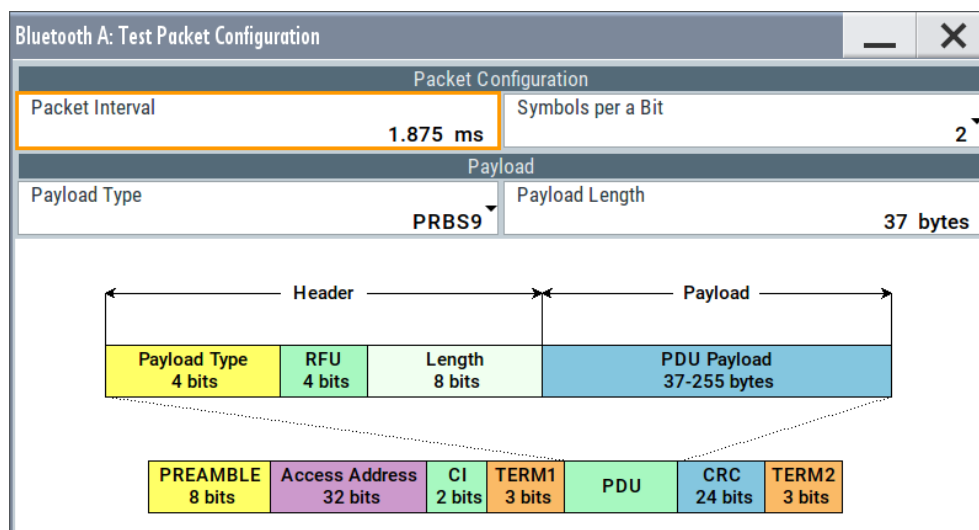 Bluetooth A: Test Packet Configuration
Packet Configuration
Packet Interval
1.875 ms
Symbols per a Bit
2
Payload
Payload Type
PRBS9
Payload Length
37 bytes
Header
Payload
Payload Type
4 bits
RFU
4 bits
Length
8 bits
PDU Payload
37-255 bytes
PREAMBLE
8 bits
Access Address
32 bits
CI
2 bits
TERM1
3 bits
PDU
CRC
24 bits
TERM2
3 bits